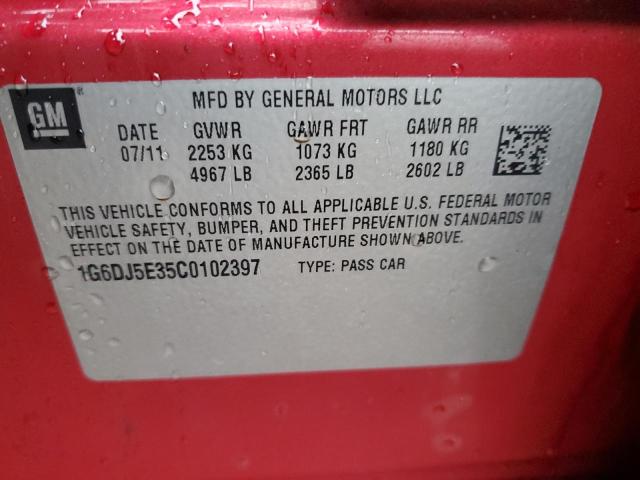 GM ®
MFD BY GENERAL MOTORS LLC
DATE GVWR GAWR FRT GAWR RR
07/11 2253 KG 1073 KG 1180 KG
4967 LB 2365 LB 2602 LB
THIS VEHICLE CONFORMS TO ALL APPLICABLE U.S. FEDERAL MOTOR
VEHICLE SAFETY, BUMPER, AND THEFT PREVENTION STANDARDS IN
EFFECT ON THE DATE OF MANUFACTURE SHOWN ABOVE.
1G6DJ5E35C0102397 TYPE: PASS CAR